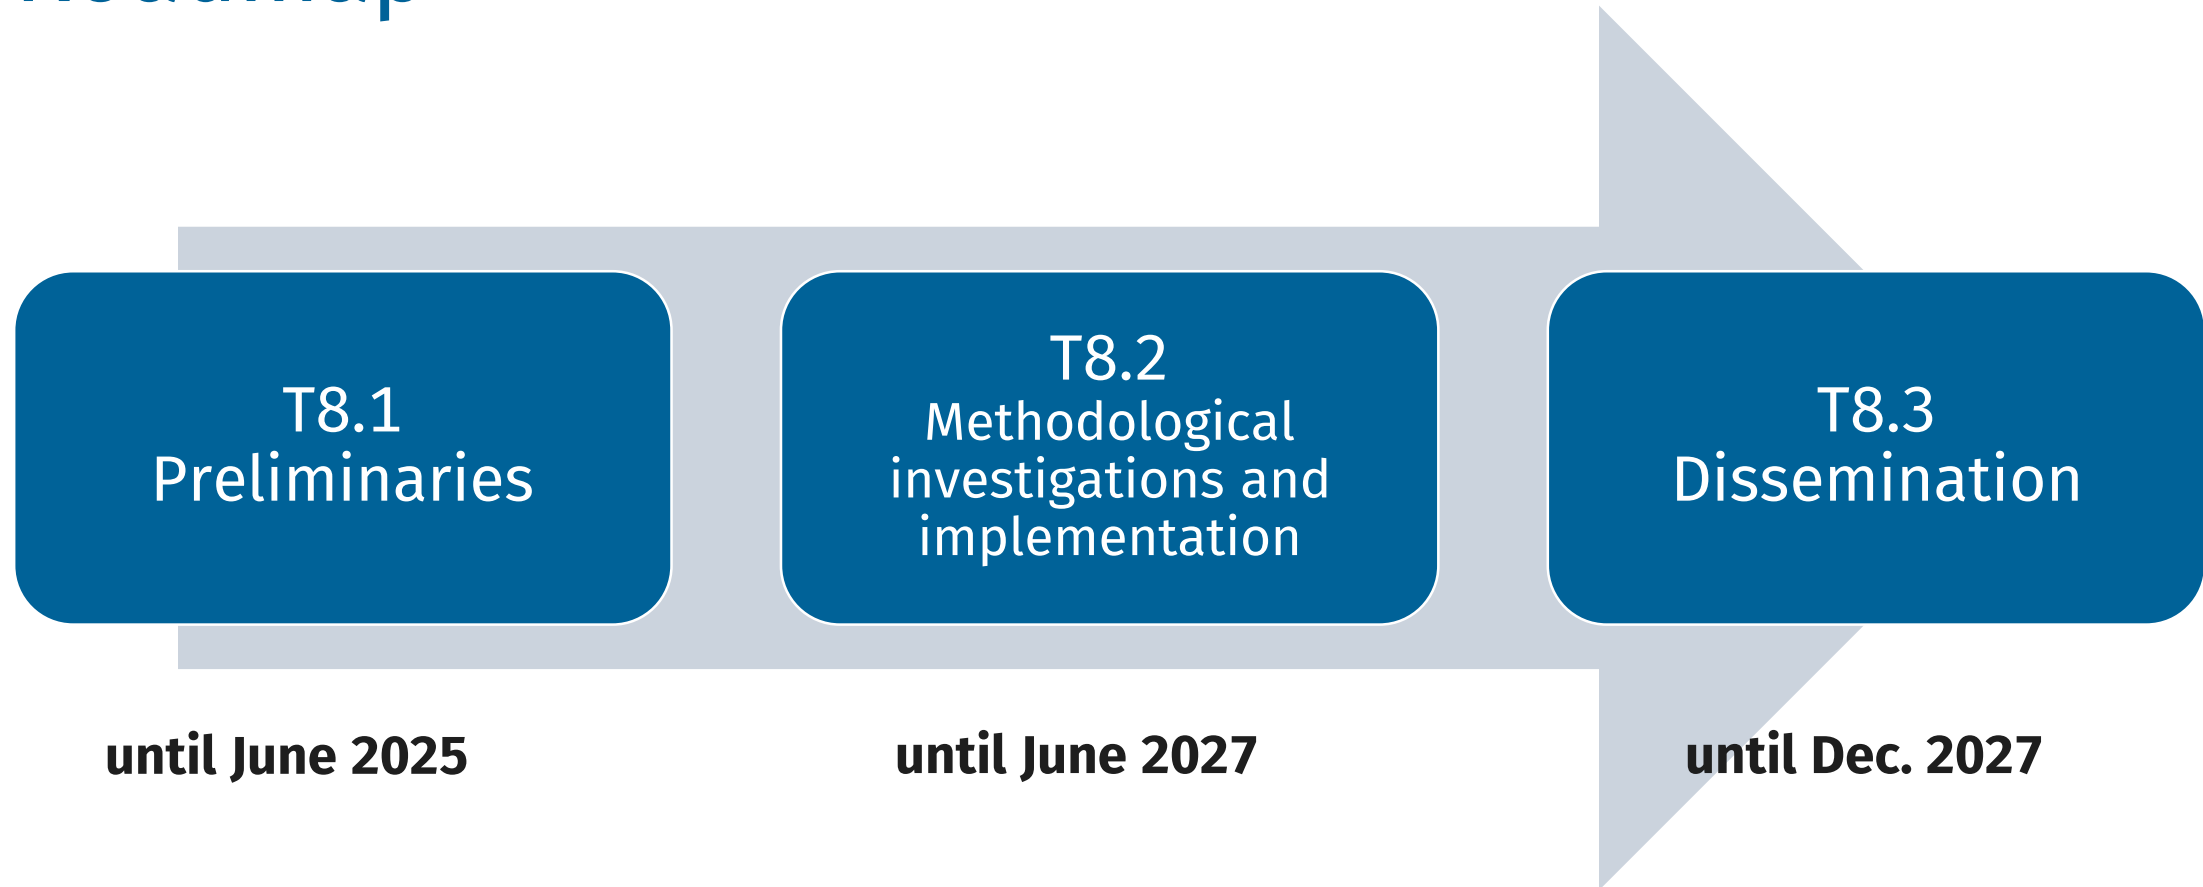 Roadmap
T8.1
Preliminaries
T8.2
Methodological
investigations and
implementation
T8.3
Dissemination
until June 2025
until June 2027
until Dec. 2027